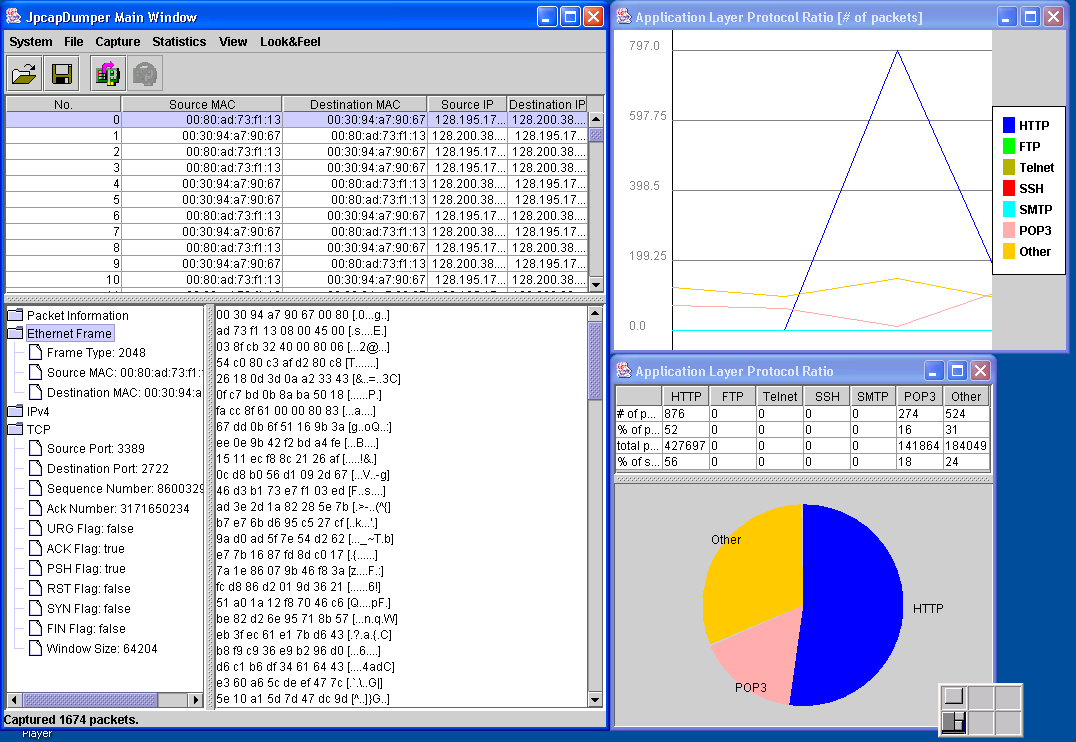 JpcapDumper Main Window
System File Capture Statistics View Look&Feel
No. Source MAC Destination MAC Source IP Destination IP
0 00:80:ad:73:f1:13 00:30:94:a7:90:67 128.195.17... 128.200.38....
1 00:30:94:a7:90:67 00:80:ad:73:f1:13 128.200.38.... 128.195.17...
2 00:80:ad:73:f1:13 00:30:94:a7:90:67 128.195.17... 128.200.38....
3 00:80:ad:73:f1:13 00:30:94:a7:90:67 128.195.17... 128.200.38....
4 00:30:94:a7:90:67 00:80:ad:73:f1:13 128.200.38.... 128.195.17...
5 00:80:ad:73:f1:13 00:30:94:a7:90:67 128.195.17... 128.200.38....
6 00:80:ad:73:f1:13 00:30:94:a7:90:67 128.195.17... 128.200.38....
7 00:30:94:a7:90:67 00:80:ad:73:f1:13 128.200.38.... 128.195.17...
8 00:80:ad:73:f1:13 00:30:94:a7:90:67 128.195.17... 128.200.38....
9 00:30:94:a7:90:67 00:80:ad:73:f1:13 128.200.38.... 128.195.17...
10 00:80:ad:73:f1:13 00:30:94:a7:90:67 128.195.17... 128.200.38....
Packet Information
Ethernet Frame
Frame Type: 2048
Source MAC: 00:80:ad:73:f1:
Destination MAC: 00:30:94:a
IPv4
TCP
Source Port: 3389
Destination Port: 2722
Sequence Number: 8600329
Ack Number: 3171650234
URG Flag: false
ACK Flag: true
PSH Flag: true
RST Flag: false
SYN Flag: false
FIN Flag: false
Window Size: 64204
00 30 94 a7 90 67 00 80 [.0...g..]
ad 73 f1 13 08 00 45 00 [.s....E.]
03 8f cb 32 40 00 80 06 [...2@...]
54 c0 80 c3 af d2 80 c8 [T.......]
26 18 0d 3d 0a a2 33 43 [&..=..3C]
0f c7 bd 0b 8a ba 50 18 [......P.]
fa cc 8f 61 00 00 80 83 [...a....]
67 dd 0b 6f 51 16 9b 3a [g..oQ..:]
ee 0e 9b 42 f2 bd a4 fe [...B....]
15 11 ec f8 8c 21 26 af [.....!&.]
0c d8 b0 56 d1 09 2d 67 [...V..-g]
46 d3 b1 73 e7 f1 03 ed [F..s....]
ad 3e 2d 1a 82 28 5e 7b [.>-..(^{]
b7 e7 6b d6 95 c5 27 cf [..k...'.]
9a d0 ad 5f 7e 54 d2 62 [..._~T.b]
e7 7b 16 87 fd 8d c0 17 [.{......]
7a 1e 86 07 9b 46 f8 3a [z....F.:]
fc d8 86 d2 01 9d 36 21 [......6!]
51 a0 1a 12 f8 70 46 c6 [Q....pF.]
be 82 d2 6e 95 71 8b 57 [...n.q.W]
eb 3f ec 61 e1 7b d6 43 [.?.a.{.C]
b8 f9 c9 36 e9 b2 96 d0 [...6....]
d6 c1 b6 df 34 61 64 43 [....4adC]
e3 60 a6 5c de ef 47 7c [.`.\..G|]
5e 10 a1 5d 7d 47 dc 9d [^..]}G..]
Captured 1674 packets.
Player
Application Layer Protocol Ratio [# of packets]
797.0
597.75
398.5
199.25
0.0
HTTP
FTP
Telnet
SSH
SMTP
POP3
Other
Application Layer Protocol Ratio
HTTP FTP Telnet SSH SMTP POP3 Other
# of p... 876 0 0 0 0 274 524
% of p... 52 0 0 0 0 16 31
total p... 427697 0 0 0 0 141864 184049
% of s... 56 0 0 0 0 18 24
Other
HTTP
POP3